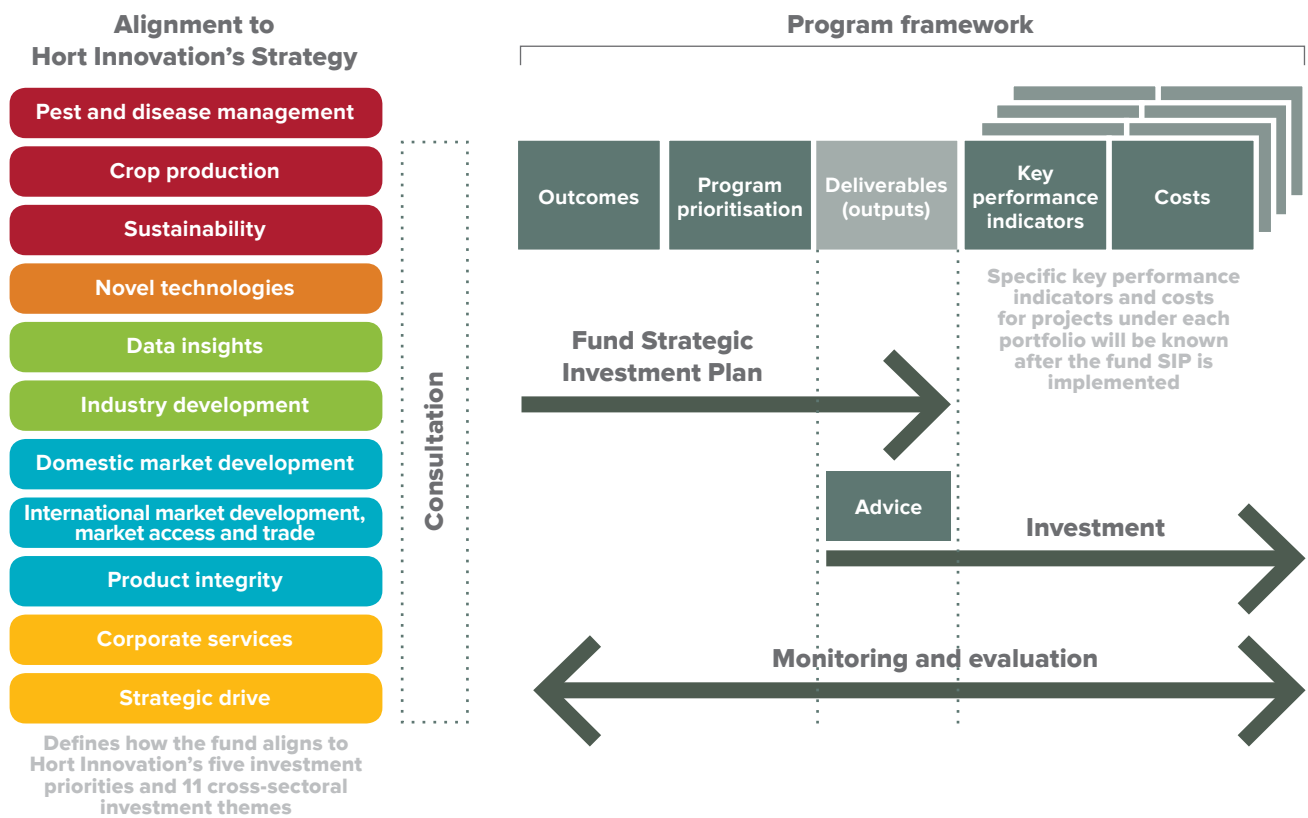 Alignment to
Hort Innovation's Strategy
Pest and disease management
Crop production
Sustainability
Novel technologies
Data insights
Industry development
Domestic market development
International market development,
market access and trade
Product integrity
Corporate services
Strategic drive
Defines how the fund aligns to
Hort Innovation's five investment
priorities and 11 cross-sectoral
investment themes
Consultation
Program framework
Outcomes
Program
prioritisation
Deliverables
(outputs)
Key
performance
indicators
Costs
Specific key performance
indicators and costs
for projects under each
portfolio will be known
after the fund SIP is
implemented
Fund Strategic
Investment Plan
Advice
Investment
Monitoring and evaluation